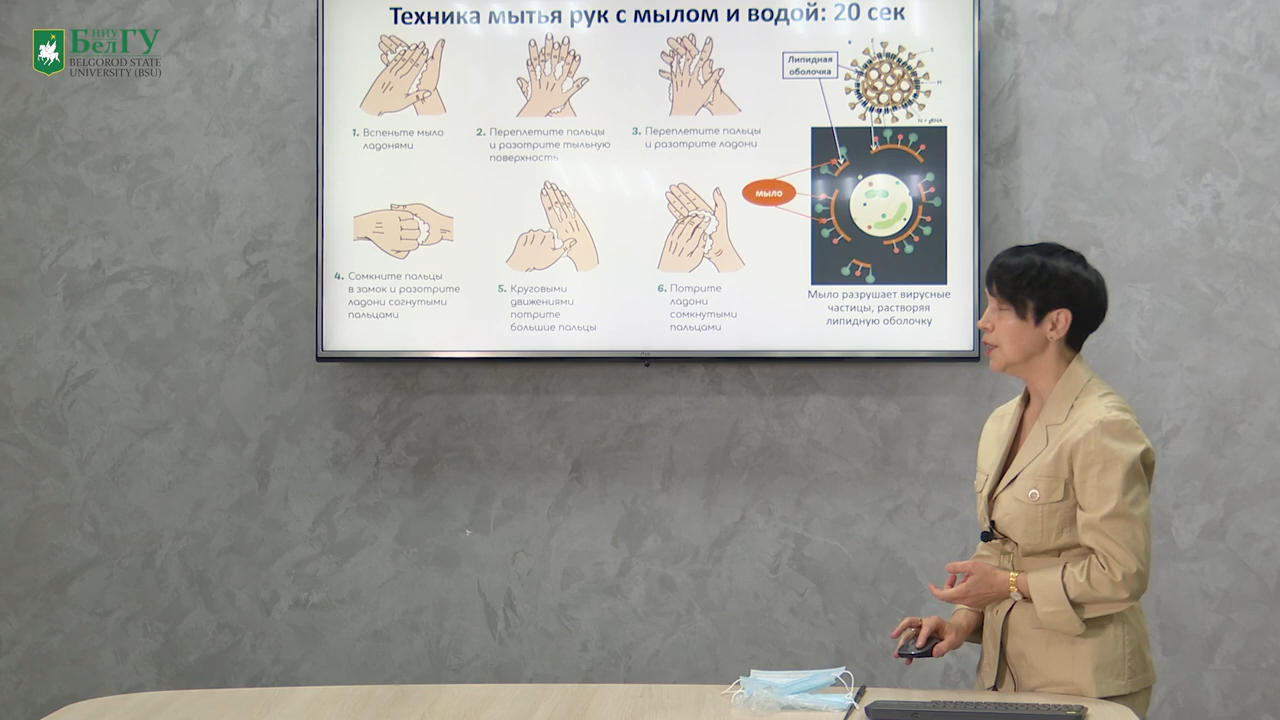 НИУ
БелГУ
BELGOROD STATE
UNIVERSITY (BSU)
Техника мытья рук с мылом и водой: 20 сек
1. Вспеньте мыло
ладонями
2. Переплетите пальцы
и разотрите тыльную
поверхность
3. Переплетите пальцы
и разотрите ладони
4. Сомкните пальцы
в замок и разотрите
ладони согнутыми
пальцами
5. Круговыми
движениями
потрите
большие пальцы
6. Потрите
ладони
сомкнутыми
пальцами
Липидная
оболочка
N + gRNA
мыло
Мыло разрушает вирусные
частицы, растворяя
липидную оболочку